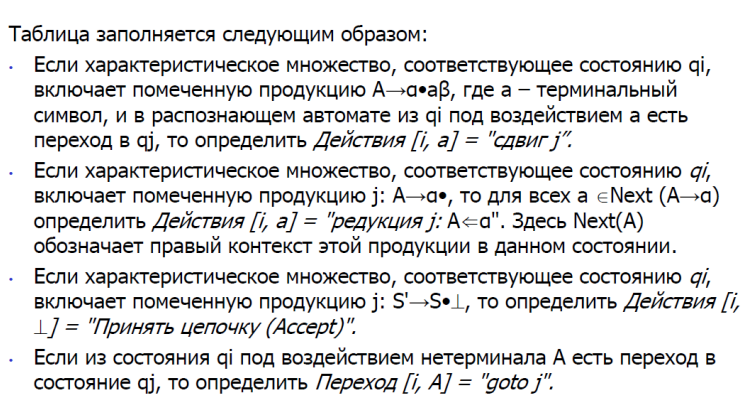 Таблица заполняется следующим образом:
• Если характеристическое множество, соответствующее состоянию qi,
включает помеченную продукцию A→α•aβ, где a – терминальный
символ, и в распознающем автомате из qi под воздействием a есть
переход в qj, то определить Действия [i, a] = "сдвиг j".
• Если характеристическое множество, соответствующее состоянию qi,
включает помеченную продукцию j: A→α•, то для всех a ∈Next (A→α)
определить Действия [i, a] = "редукция j: A⇐α". Здесь Next(A)
обозначает правый контекст этой продукции в данном состоянии.
• Если характеристическое множество, соответствующее состоянию qi,
включает помеченную продукцию j: S'→S•⊥, то определить Действия [i,
⊥] = "Принять цепочку (Accept)".
• Если из состояния qi под воздействием нетерминала A есть переход в
состояние qj, то определить Переход [i, A] = "goto j".